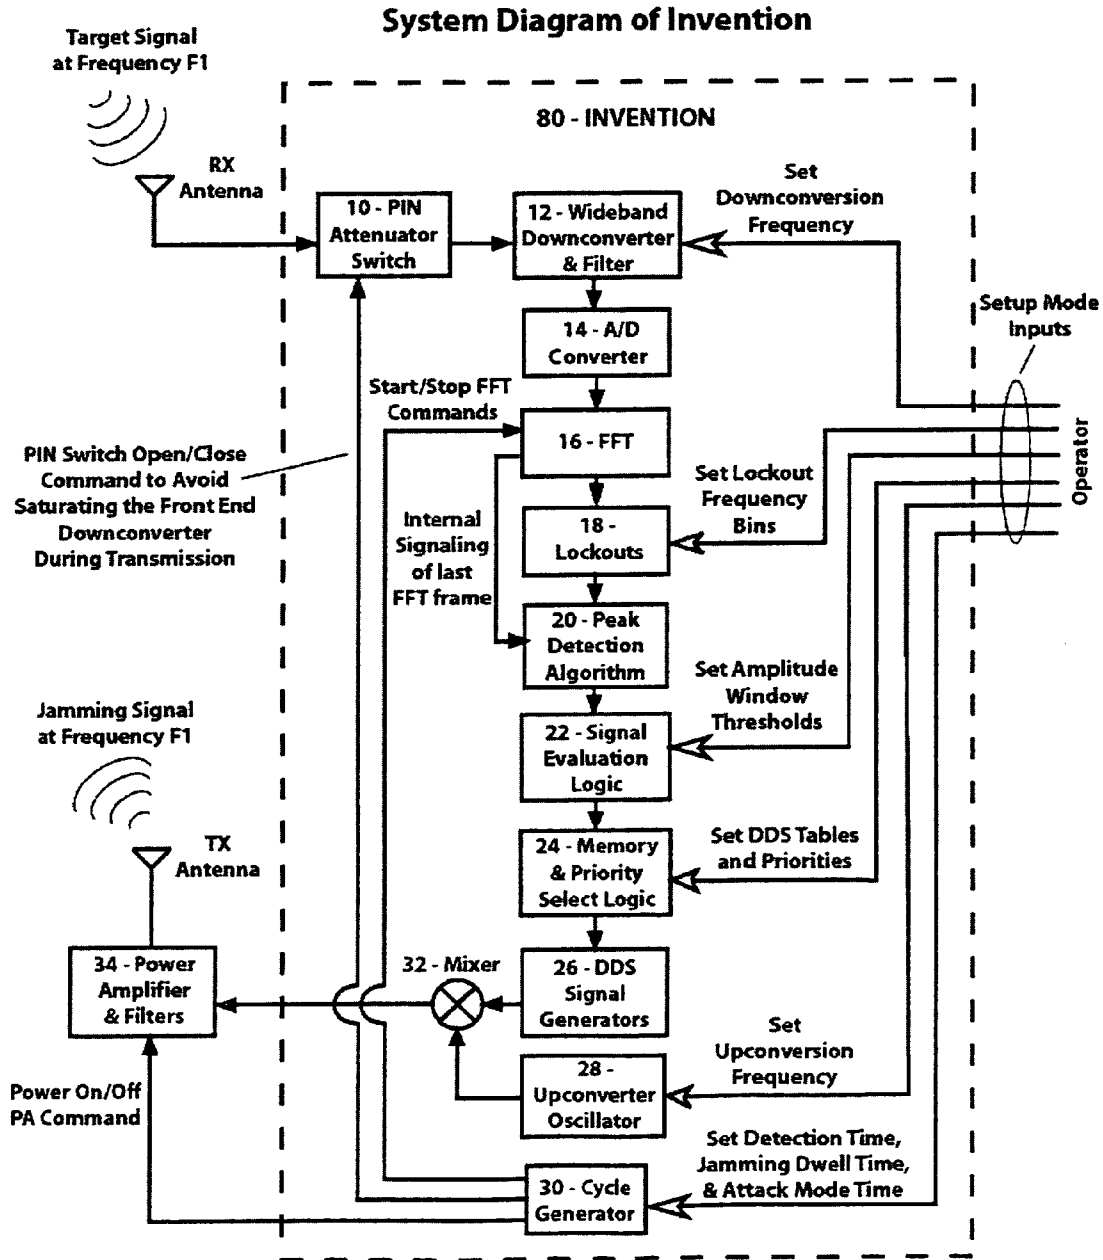 System Diagram of Invention
Target Signal
at Frequency F1
80 - INVENTION
RX
Antenna
10 - PIN
Attenuator
Switch
12 - Wideband
Downconverter
& Filter
Set
Downconversion
Frequency
Setup Mode
Inputs
14 - A/D
Converter
Start/Stop FFT
Commands
16 - FFT
Operator
PIN Switch Open/Close
Command to Avoid
Saturating the Front End
Downconverter
During Transmission
Internal
Signaling
of last
FFT frame
18 -
Lockouts
Set Lockout
Frequency
Bins
20 - Peak
Detection
Algorithm
Set Amplitude
Window
Thresholds
22 - Signal
Evaluation
Logic
Jamming Signal
at Frequency F1
TX
Antenna
24 - Memory
& Priority
Select Logic
Set DDS Tables
and Priorities
34 - Power
Amplifier
& Filters
32 - Mixer
26 - DDS
Signal
Generators
28 -
Upconverter
Oscillator
Set
Upconversion
Frequency
Power On/Off
PA Command
30 - Cycle
Generator
Set Detection Time,
Jamming Dwell Time,
& Attack Mode Time